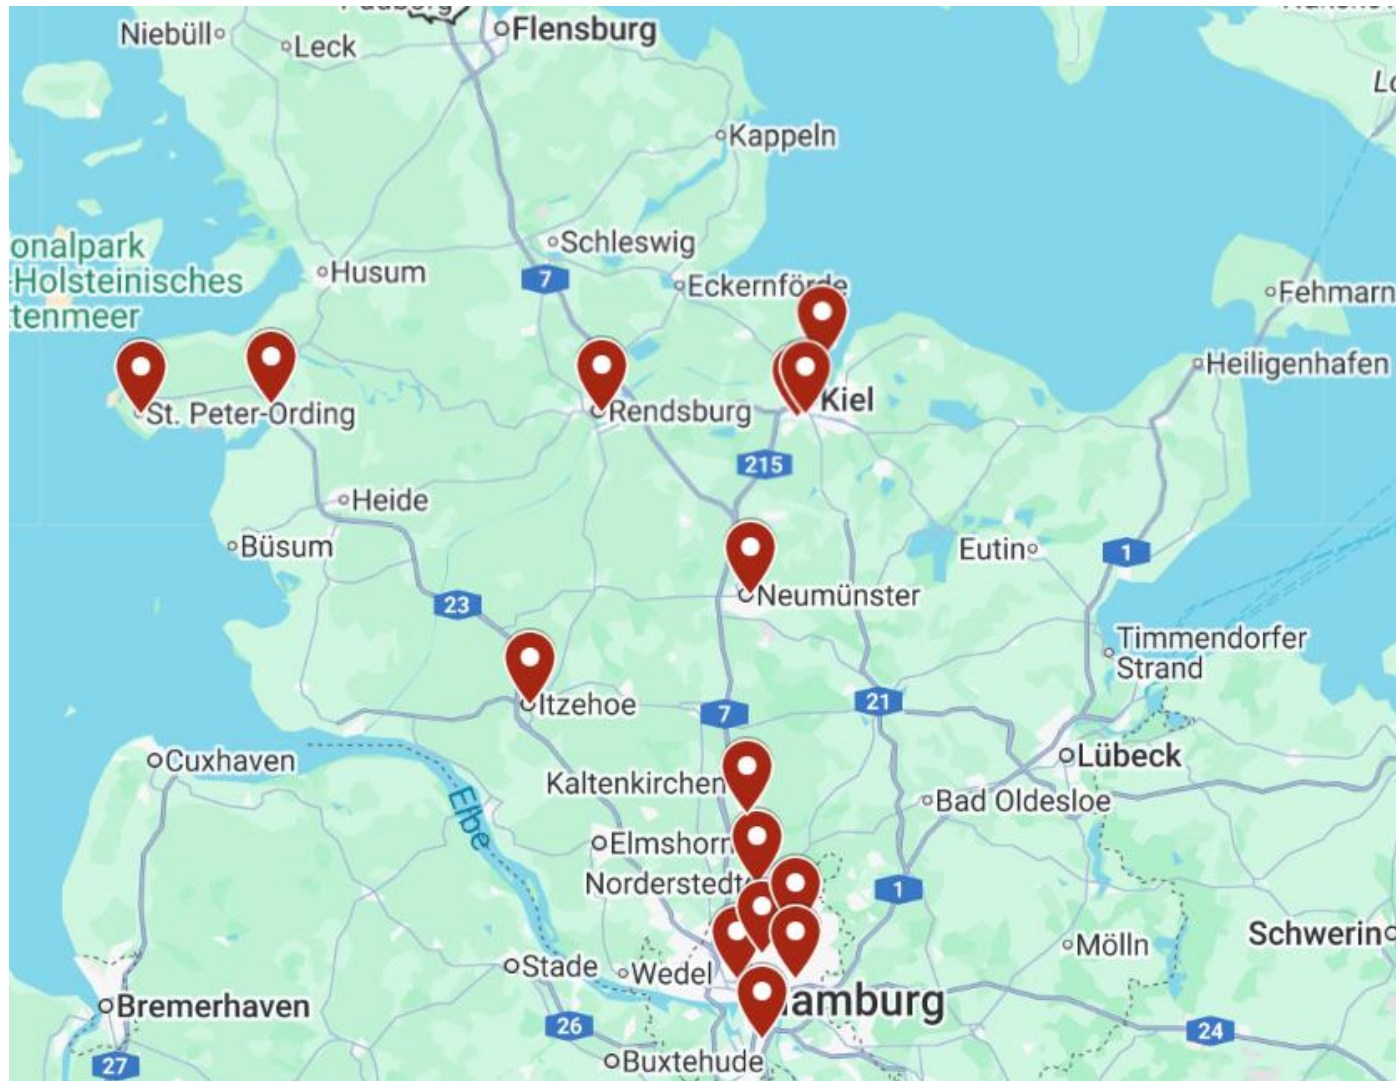 Niebüll
Leck
Flensburg
Kappeln
Schleswig
onalpark
-Holsteinisches
tenmeer
Husum
7
Eckernförde
Fehmarn
Heiligenhafen
St. Peter-Ording
Rendsburg
Kiel
215
Heide
Büsum
Eutin
1
23
Neumünster
Timmendorfer
Strand
Itzehoe
7
21
Cuxhaven
Kaltenkirchen
Lübeck
Elbe
Elmshorn
Bad Oldesloe
Norderstedt
1
Schwerin
Mölln
Stade
Wedel
Bremerhaven
amburg
26
24
27
Buxtehude